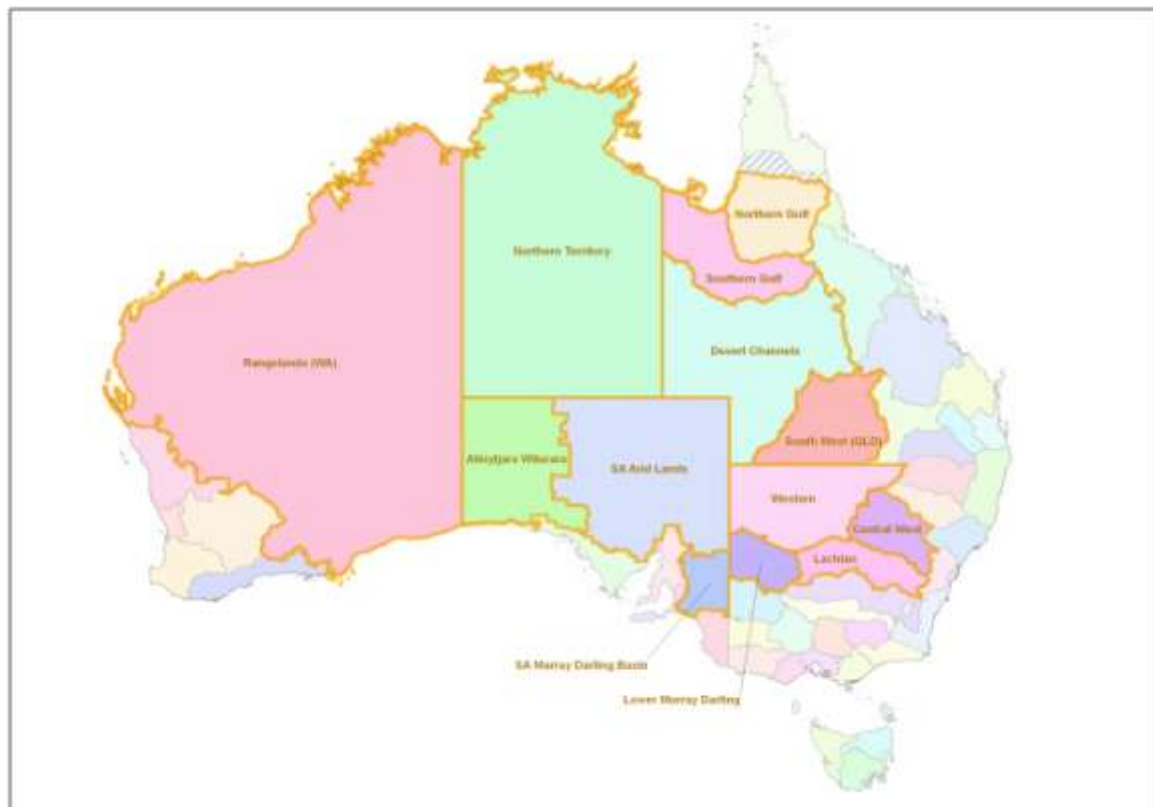 Northern Gulf
Northern Territory
Southern Gulf
Desert Channels
Rangelands (WA)
South West (QLD)
Alinytjara Wilurara
SA Arid Lands
Western
Central West
Lachlan
SA Murray Darling Basin
Lower Murray Darling